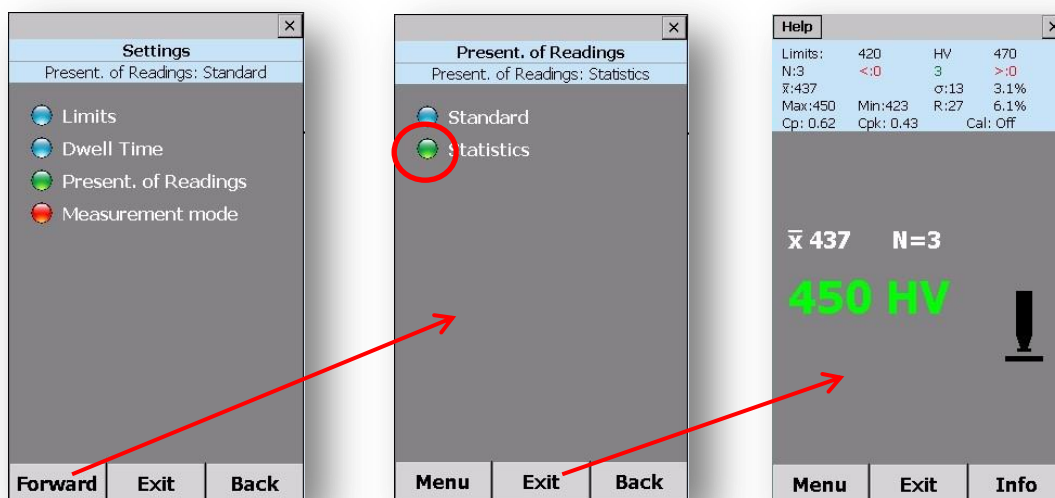 Settings
Present. of Readings: Standard
Limits
Dwell Time
Present. of Readings
Measurement mode
Forward Exit Back
Present. of Readings
Present. of Readings: Statistics
Standard
Statistics
Menu Exit Back
Help
Limits: 420 HV 470
N:3 <:0 3 >:0
x̅:437 σ:13 3.1%
Max:450 Min:423 R:27 6.1%
Cp: 0.62 Cpk: 0.43 Cal: Off
x̅ 437 N=3
450 HV
Menu Exit Info